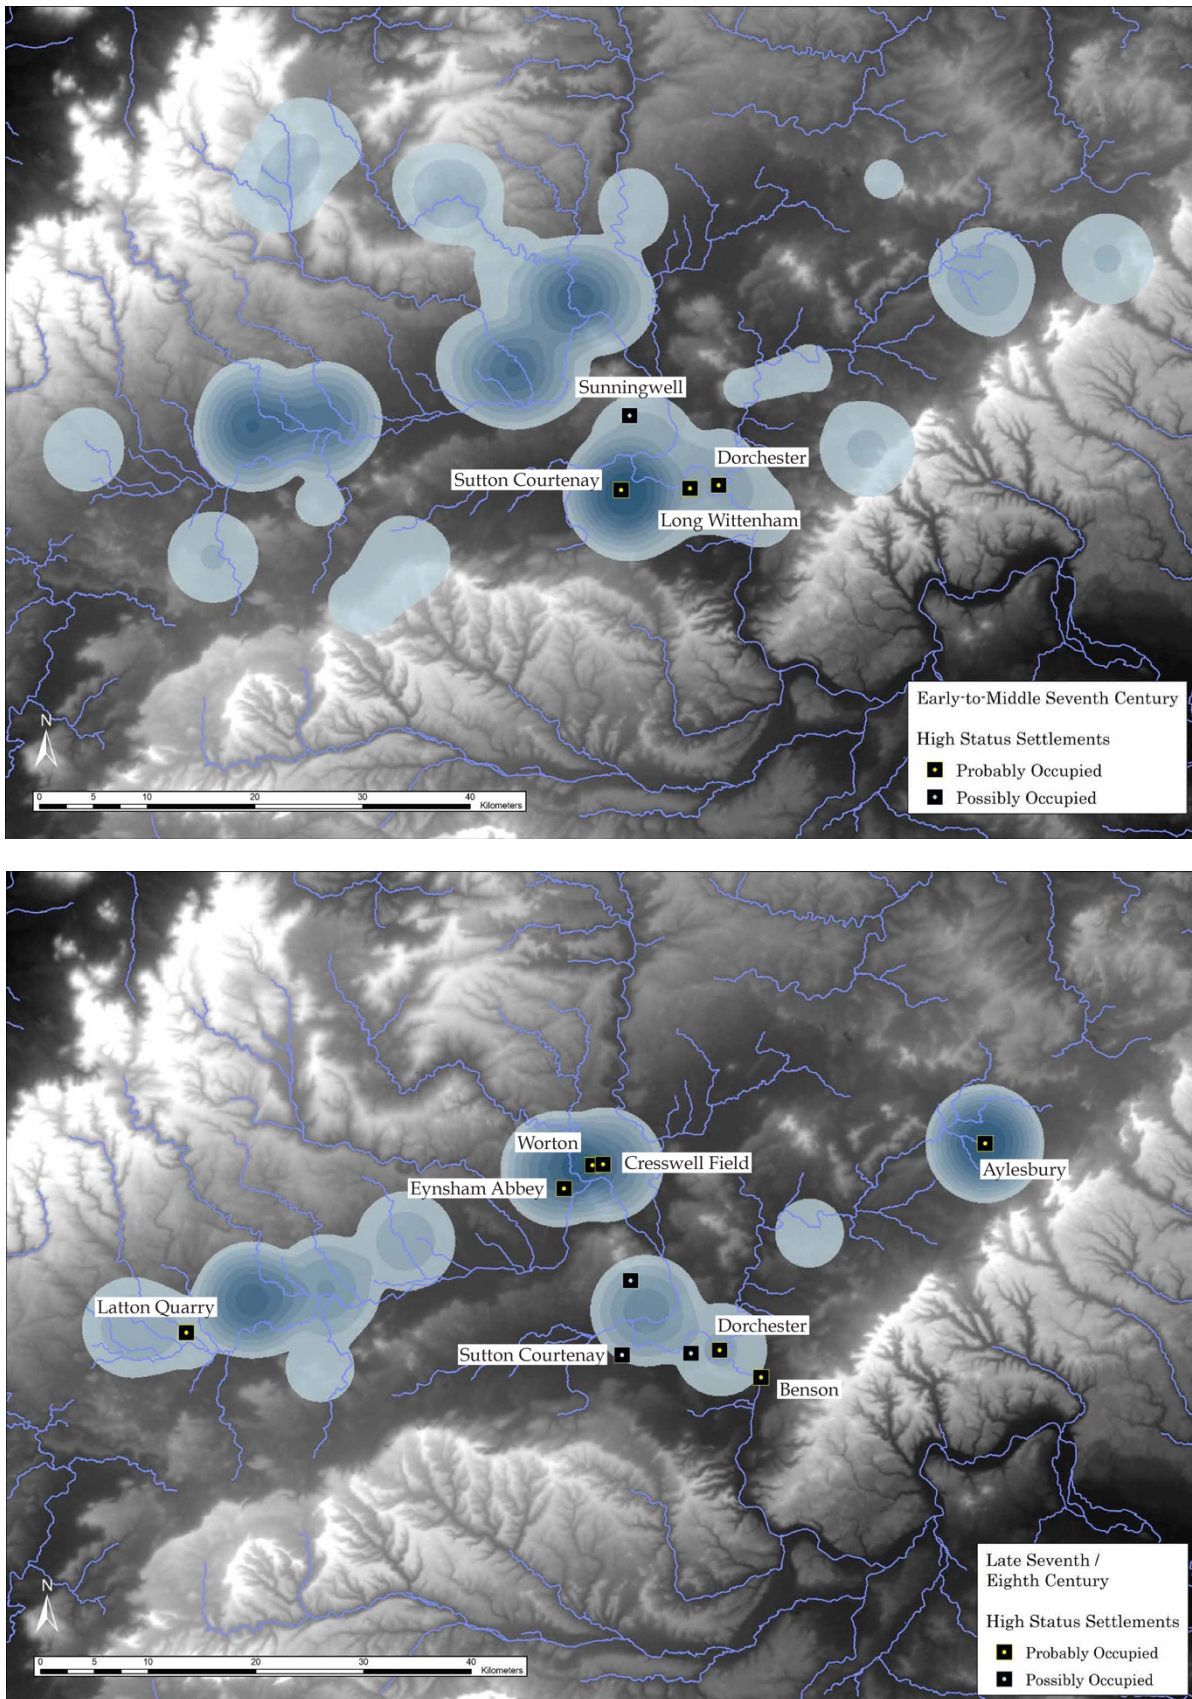 Sunningwell
Dorchester
Sutton Courtenay
Long Wittenham
Early-to-Middle Seventh Century
High Status Settlements
Probably Occupied
Possibly Occupied
N
0 5 10 20 30 40
Kilometers
Worton
Cresswell Field
Eynsham Abbey
Aylesbury
Latton Quarry
Dorchester
Sutton Courtenay
Benson
Late Seventh /
Eighth Century
High Status Settlements
Probably Occupied
Possibly Occupied
N
0 5 10 20 30 40
Kilometers